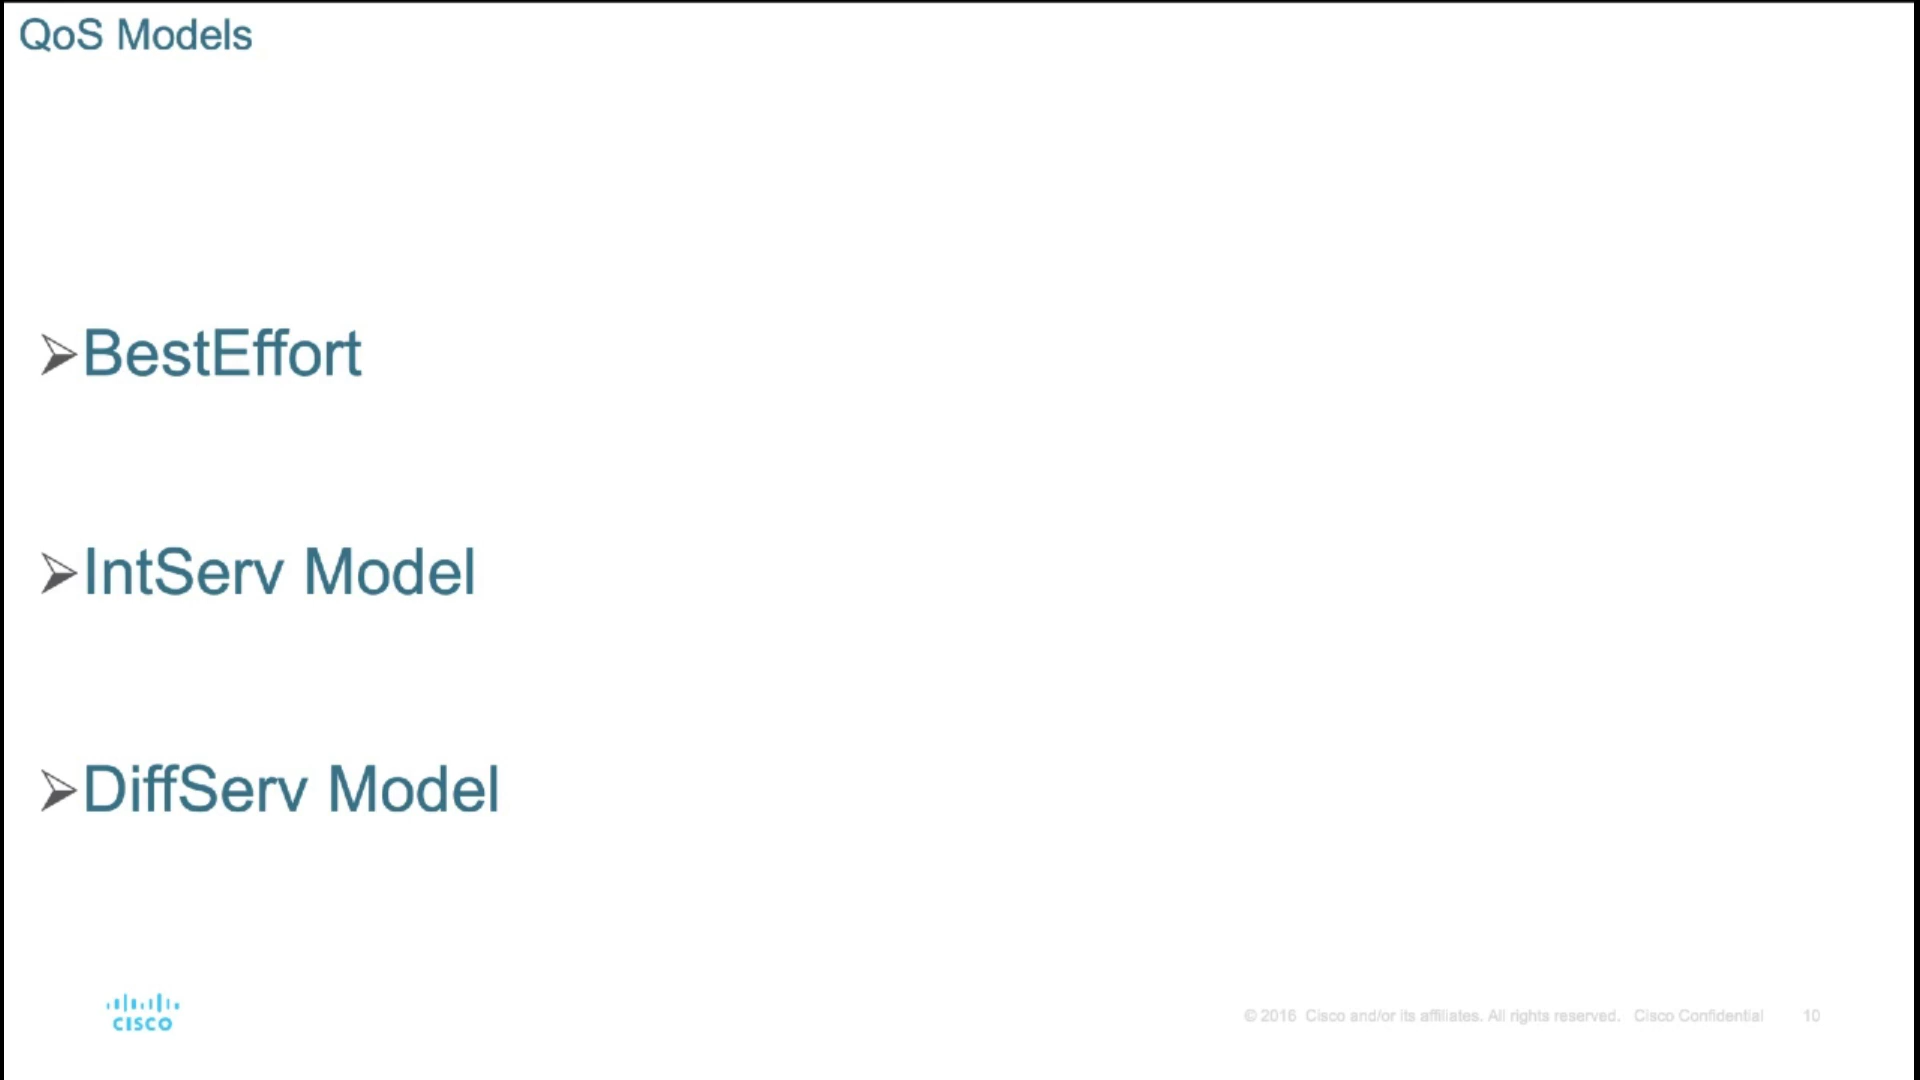 QoS Models
➢BestEffort
➢IntServ Model
➢DiffServ Model
CISCO
© 2016 Cisco and/or its affiliates. All rights reserved. Cisco Confidential 10